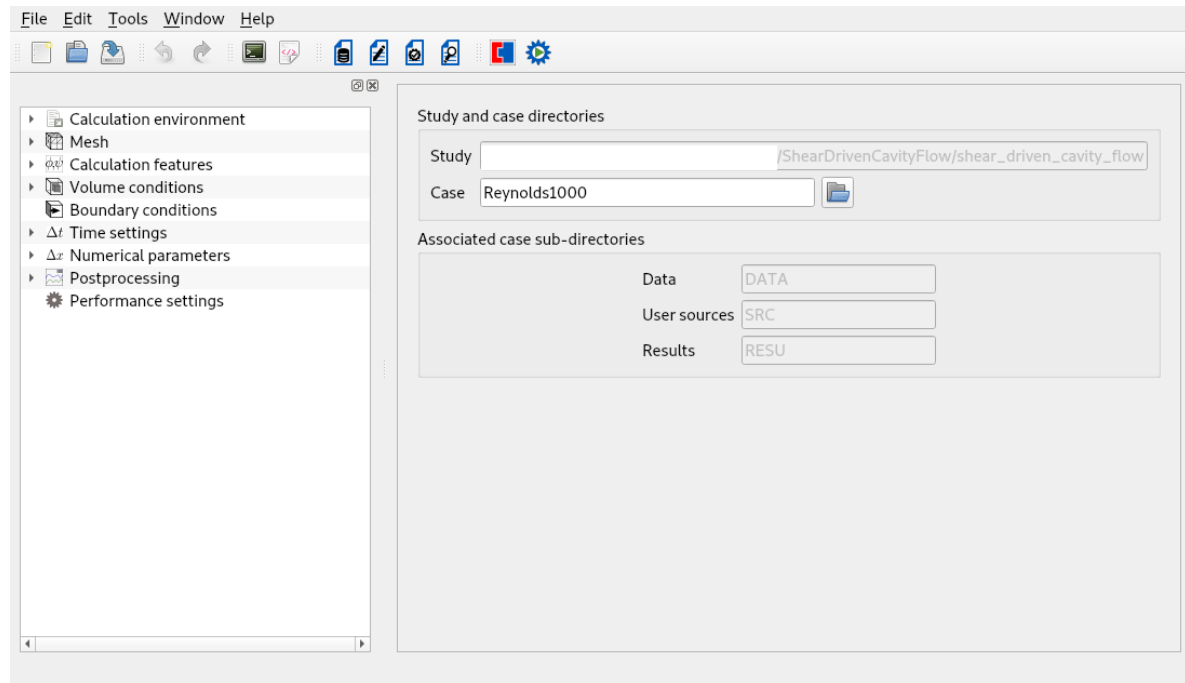 File Edit Tools Window Help
Calculation environment
Mesh
Calculation features
Volume conditions
Boundary conditions
Δt Time settings
Δx Numerical parameters
Postprocessing
Performance settings
Study and case directories
Study /ShearDrivenCavityFlow/shear_driven_cavity_flow
Case Reynolds1000
Associated case sub-directories
Data DATA
User sources SRC
Results RESU